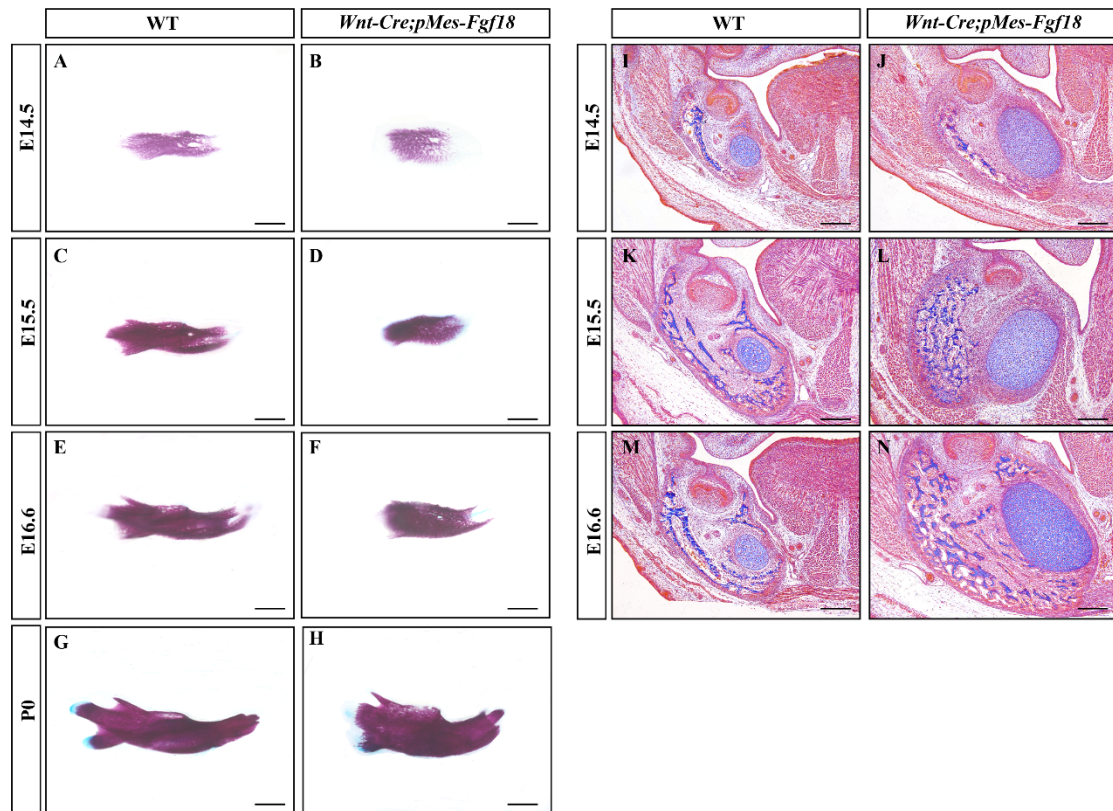 WT
Wnt-Cre;pMes-Fgf18
WT
Wnt-Cre;pMes-Fgf18
E14.5
A
B
E14.5
I
J
E15.5
C
D
E15.5
K
L
E16.6
E
F
E16.6
M
N
P0
G
H